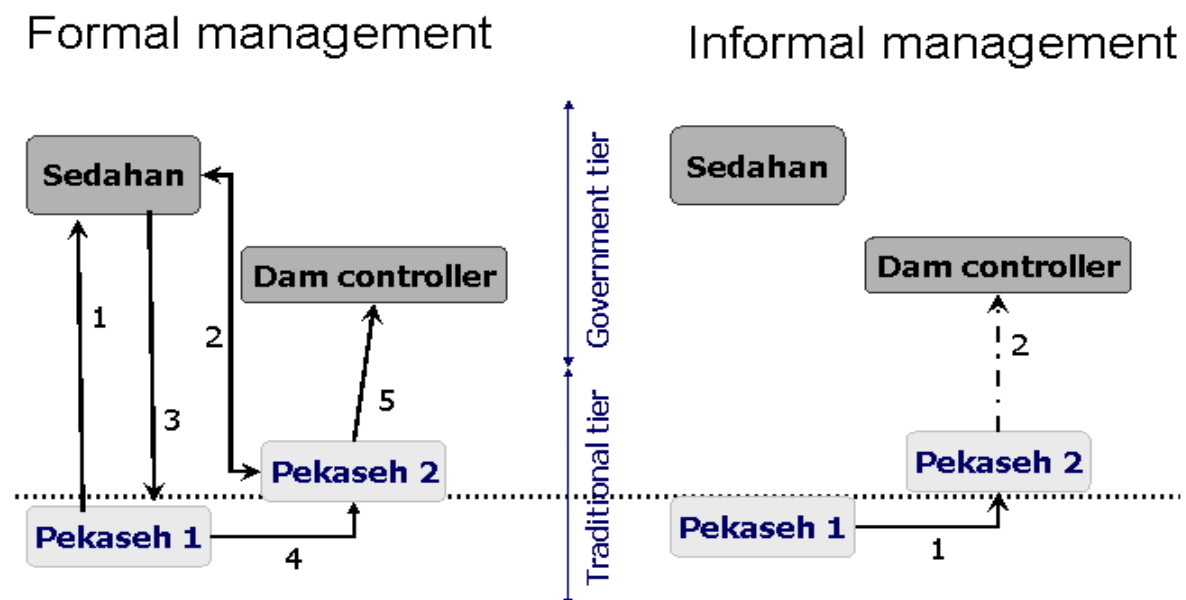 Formal management
Sedahan
Dam controller
1
2
3
5
Pekaseh 2
Pekaseh 1
4
Government tier
Traditional tier
Informal management
Sedahan
Dam controller
2
Pekaseh 2
Pekaseh 1
1